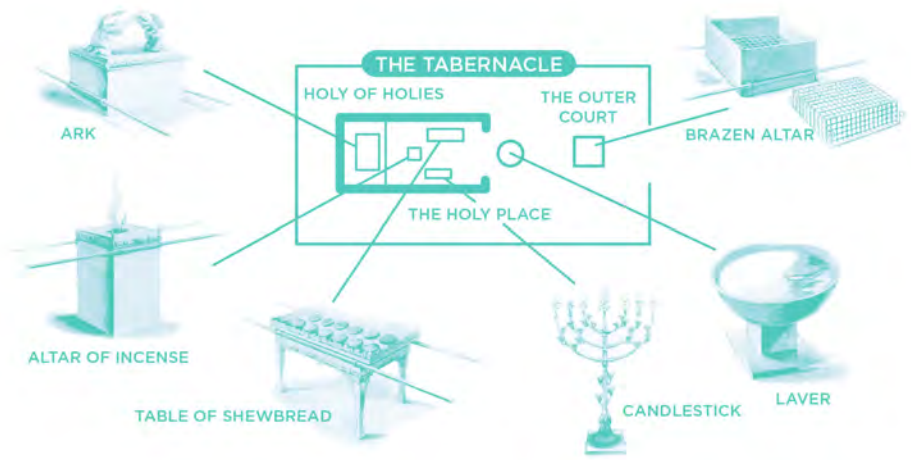 THE TABERNACLE
HOLY OF HOLIES
THE OUTER
COURT
ARK
BRAZEN ALTAR
THE HOLY PLACE
ALTAR OF INCENSE
TABLE OF SHEWBREAD
CANDLESTICK
LAVER